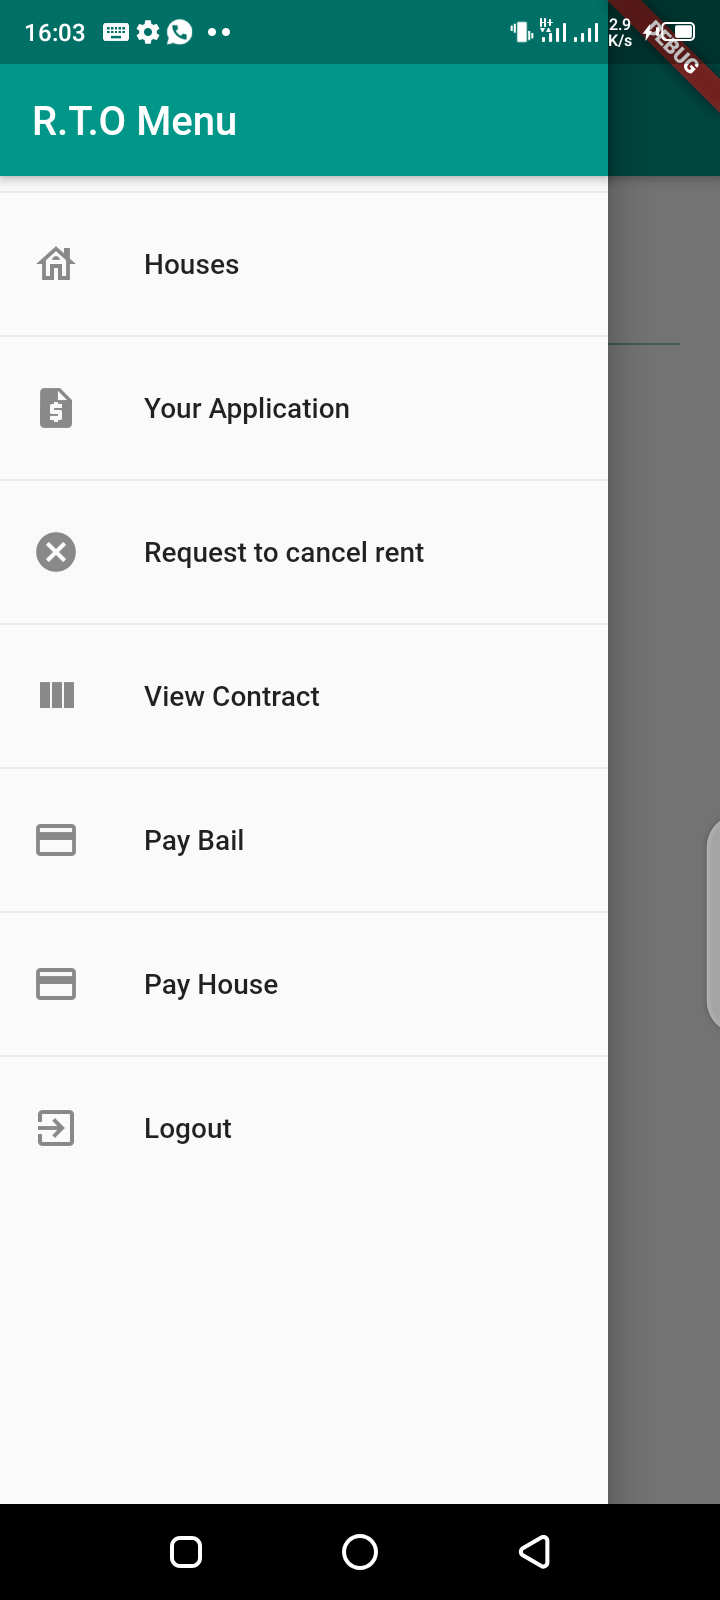 16:03
H+
2.9
K/s
DEBUG
R.T.O Menu
Houses
Your Application
Request to cancel rent
View Contract
Pay Bail
Pay House
Logout